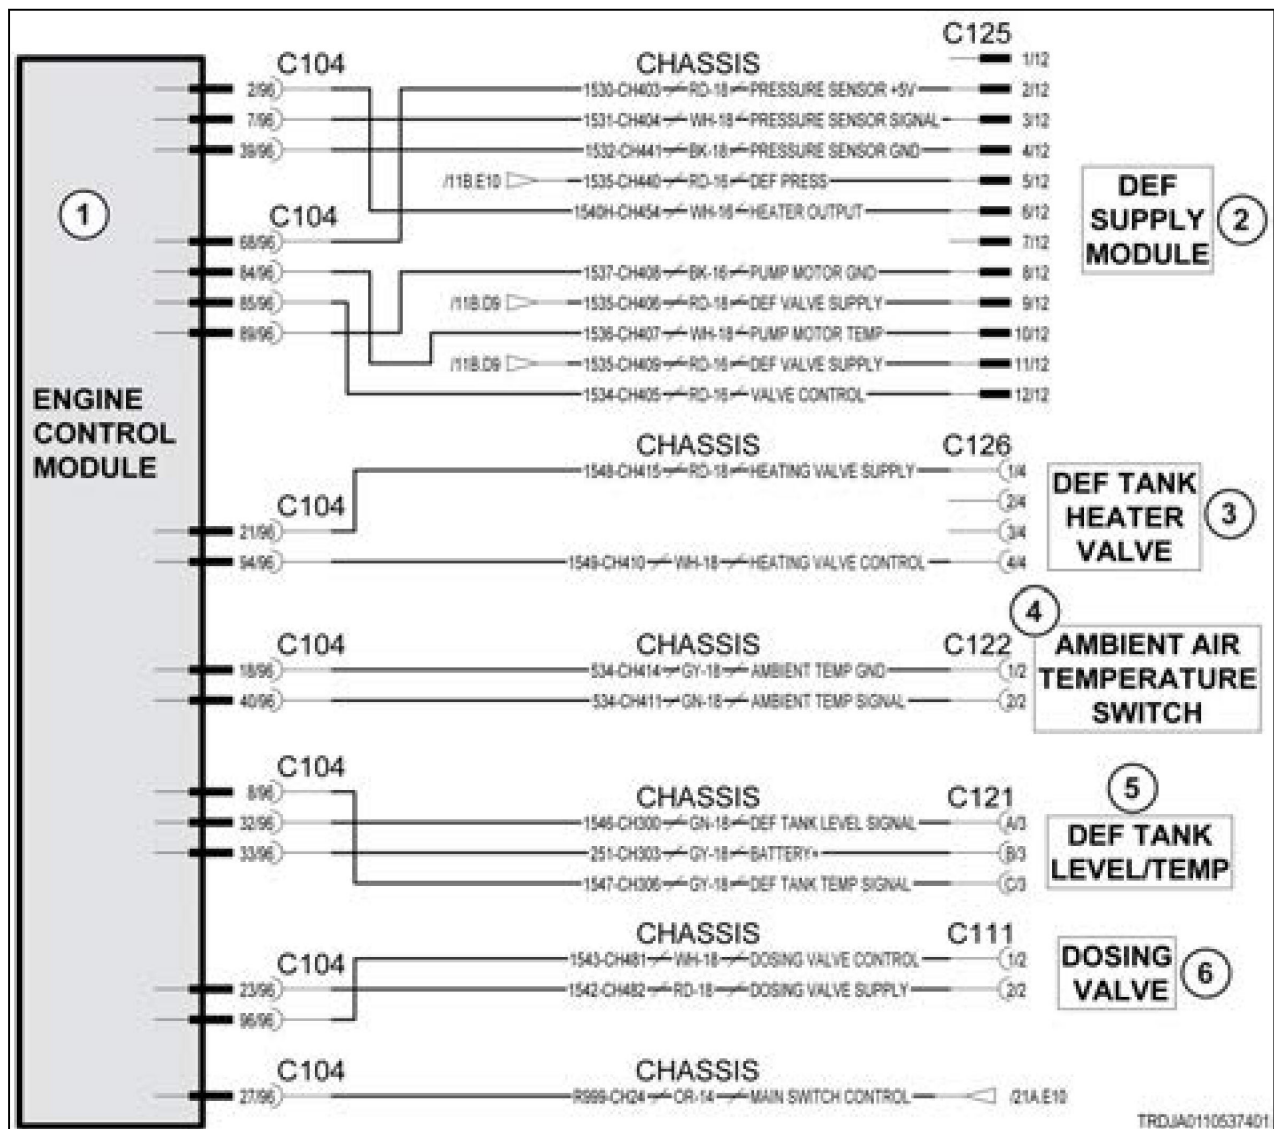 C125
C104 CHASSIS 1/12
2/96 1530-CH403 RD-18 PRESSURE SENSOR +5V 2/12
7/96 1531-CH404 WH-18 PRESSURE SENSOR SIGNAL 3/12
39/96 1532-CH441 BK-18 PRESSURE SENSOR GND 4/12
/11B.E10 1535-CH440 RD-16 DEF PRESS 5/12
1 C104 1540H-CH454 WH-16 HEATER OUTPUT 6/12
68/96 7/12
84/96 1537-CH408 BK-16 PUMP MOTOR GND 8/12
85/96 /11B.D9 1535-CH406 RD-18 DEF VALVE SUPPLY 9/12
89/96 1536-CH407 WH-18 PUMP MOTOR TEMP 10/12
/11B.D9 1535-CH409 RD-16 DEF VALVE SUPPLY 11/12
1534-CH405 RD-16 VALVE CONTROL 12/12
DEF
SUPPLY
MODULE
2
ENGINE
CONTROL
MODULE
CHASSIS C126
1548-CH415 RD-18 HEATING VALVE SUPPLY 1/4
C104 2/4
21/96 3/4
94/96 1549-CH410 WH-18 HEATING VALVE CONTROL 4/4
DEF TANK
HEATER
VALVE
3
4
C104 CHASSIS C122
18/96 534-CH414 GY-18 AMBIENT TEMP GND 1/2
40/96 534-CH411 GN-18 AMBIENT TEMP SIGNAL 2/2
AMBIENT AIR
TEMPERATURE
SWITCH
C104 CHASSIS C121
8/96
32/96 1546-CH300 GN-18 DEF TANK LEVEL SIGNAL A/3
33/96 251-CH303 GY-18 BATTERY+ B/3
1547-CH306 GY-18 DEF TANK TEMP SIGNAL C/3
5
DEF TANK
LEVEL/TEMP
CHASSIS C111
C104 1543-CH481 WH-18 DOSING VALVE CONTROL 1/2
23/96 1542-CH482 RD-18 DOSING VALVE SUPPLY 2/2
96/96
DOSING
VALVE
6
C104 CHASSIS
27/96 R999-CH24 OR-14 MAIN SWITCH CONTROL /21A.E10
TRDJA0110537401